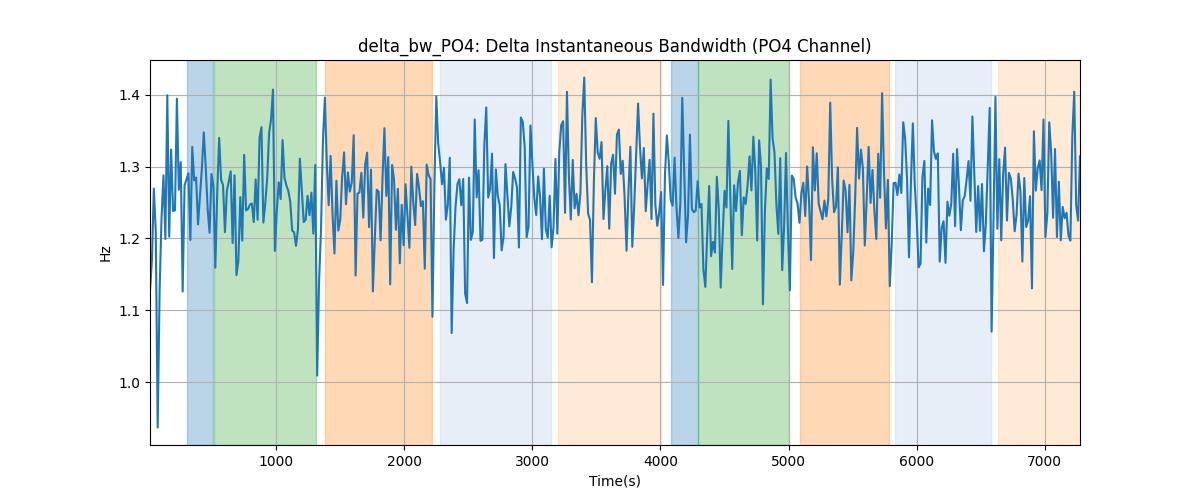 delta_bw_PO4: Delta Instantaneous Bandwidth (PO4 Channel)
1.4
1.3
1.2
1.1
1.0
Hz
1000 2000 3000 4000 5000 6000 7000
Time(s)